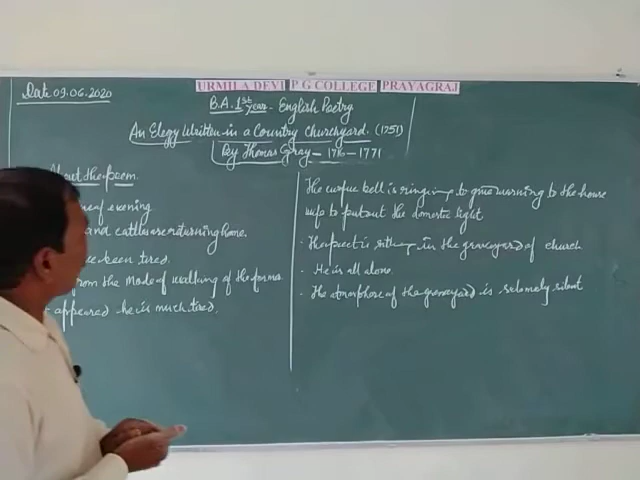 URMILA DEVI P G COLLEGE PRAYAGRAJ
Date 09.06.2020
B.A. 1st Year - English Poetry
An Elegy Written in a Country Churchyard. (1751)
By Thomas Gray - 1716 - 1771
About the poem
of evening
and cattle are returning home.
been tired.
from the mode of walking of the former
appeared he is much tired.
The curfue bell is ringing to give warning to the house
to put out the domestic light
· The poet is sitting in the graveyard of church
· He is all alone.
· The atmosphere of the graveyard is silent